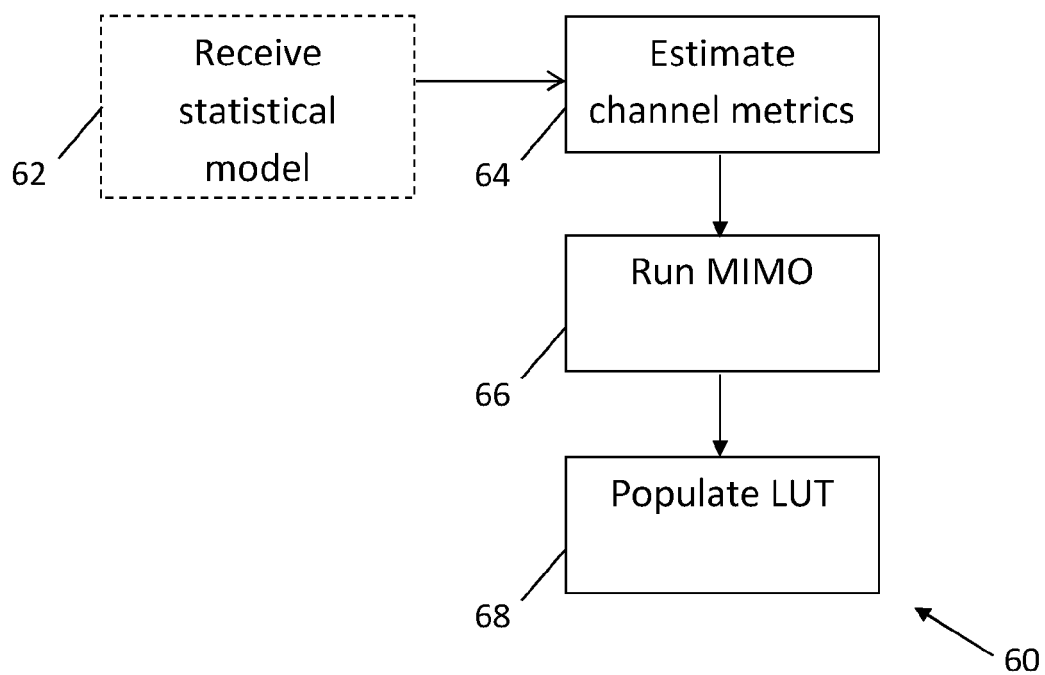 Receive
statistical
model
62
Estimate
channel metrics
64
Run MIMO
66
Populate LUT
68
60